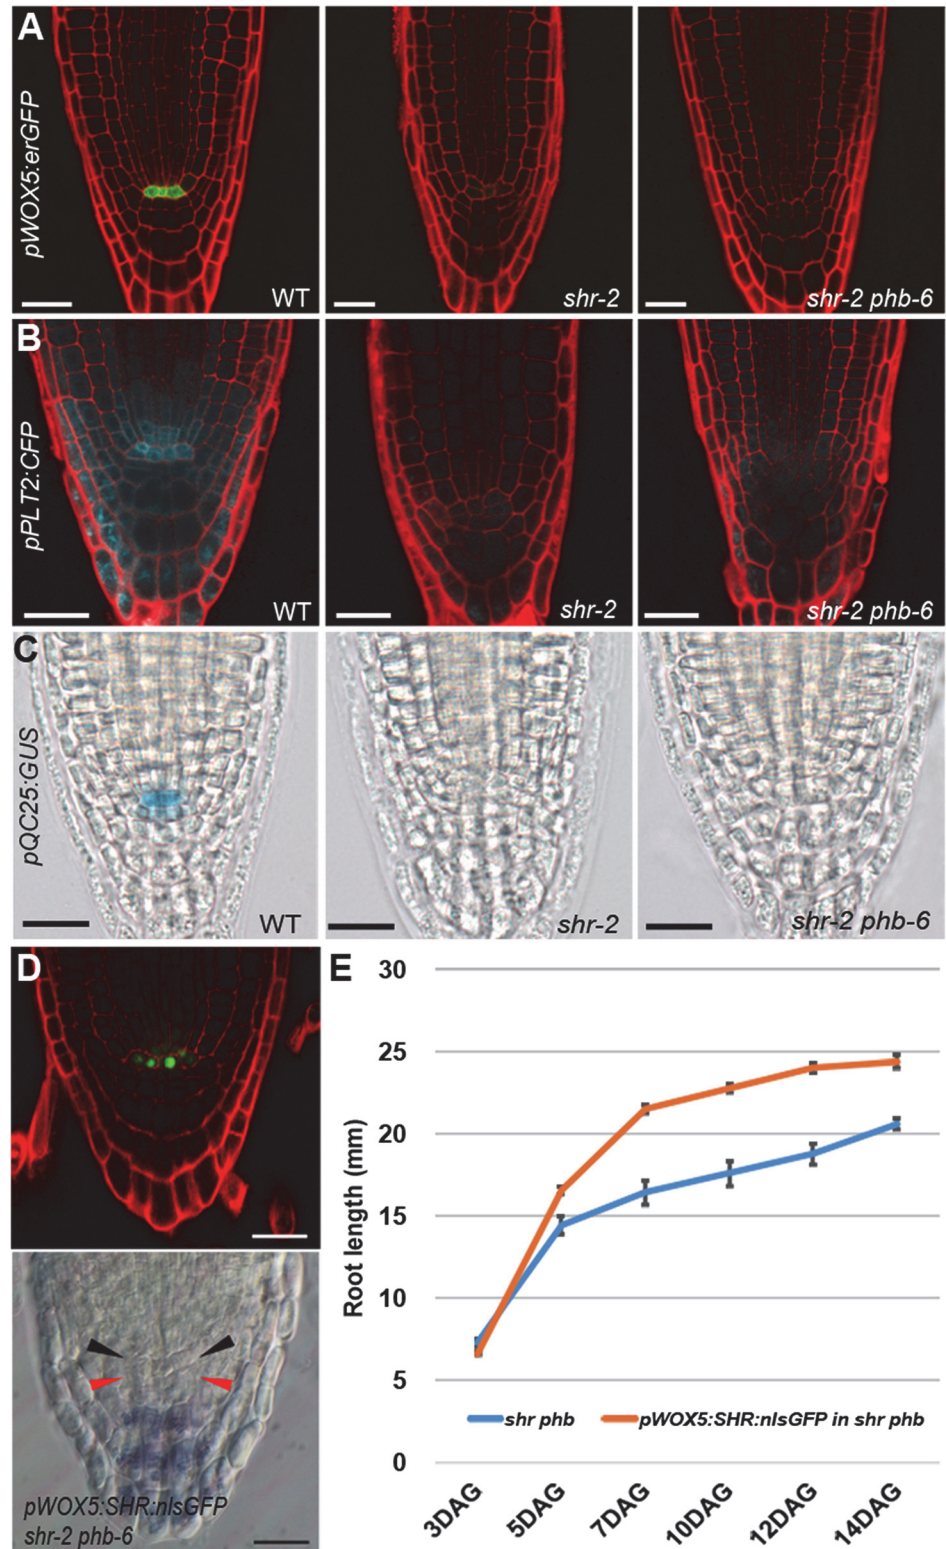 A
pWOX5:erGFP
WT
shr-2
shr-2 phb-6
B
pPLT2:CFP
WT
shr-2
shr-2 phb-6
C
pQC25:GUS
WT
shr-2
shr-2 phb-6
D
pWOX5:SHR:nlsGFP
shr-2 phb-6
E
Root length (mm)
30
25
20
15
10
5
0
shr phb
pWOX5:SHR:nlsGFP in shr phb
3DAG
5DAG
7DAG
10DAG
12DAG
14DAG